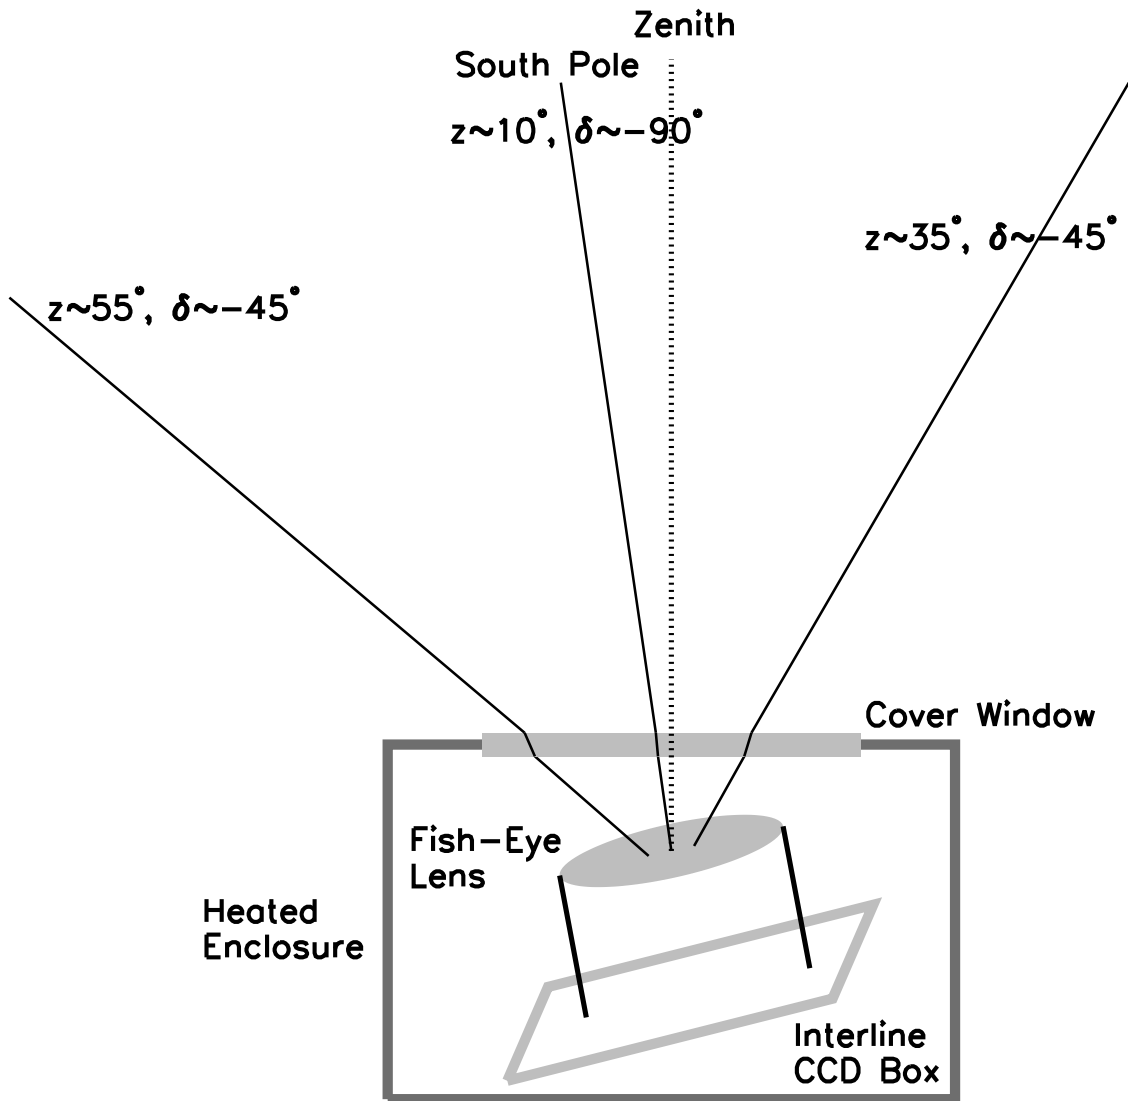 Zenith
South Pole
z~10°, δ~-90°
z~35°, δ~-45°
z~55°, δ~-45°
Cover Window
Fish-Eye
Lens
Heated
Enclosure
Interline
CCD Box